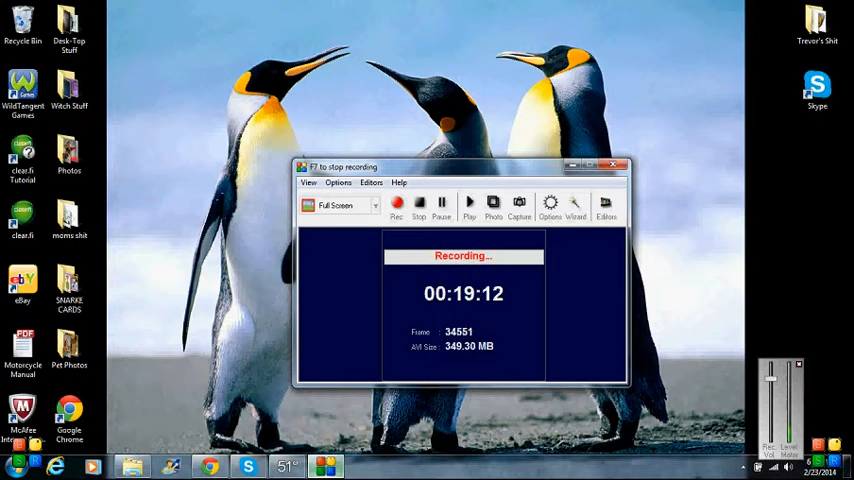 Recycle Bin
Desk-Top
Stuff
Trevor's Shit
WildTangent
Games
Witch Stuff
Skype
clear.fi
Tutorial
Photos
clear.fi
moms shit
eBay
SNARKE
CARDS
PDF
Motorcycle
Manual
Pet Photos
McAfee
Google
Chrome
F7 to stop recording
View Options Editors Help
Full Screen
Rec Stop Pause Play Photo Capture Options Wizard Editors
Recording...
00:19:12
Frame : 34551
AVI Size : 349.30 MB
Rec. Level
Vol Meter
51°
2/23/2014